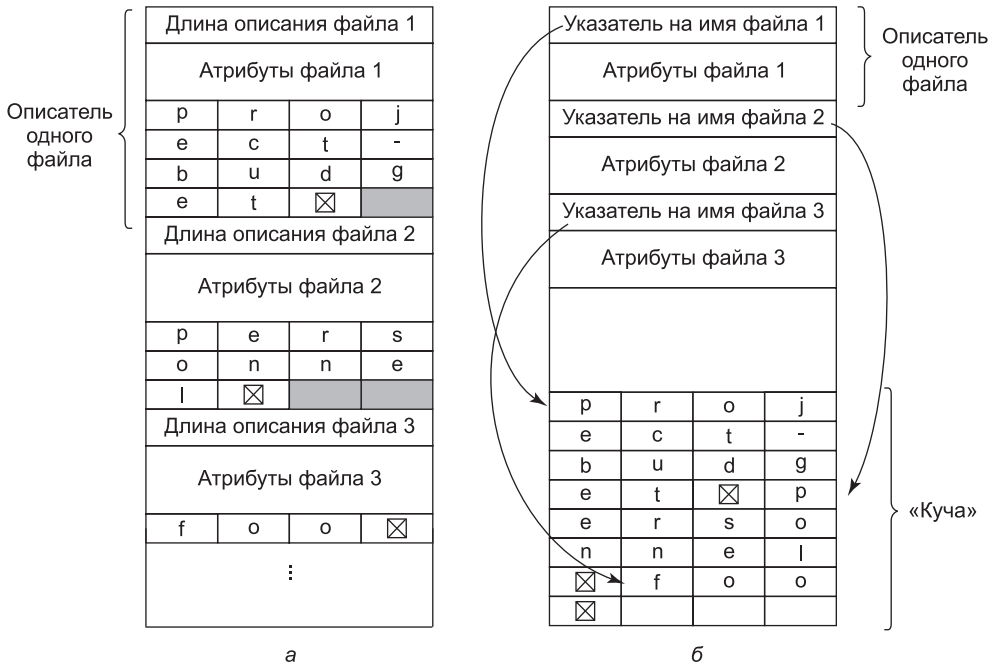 Длина описания файла 1
Атрибуты файла 1
p r o j
e c t -
b u d g
e t
Длина описания файла 2
Атрибуты файла 2
p e r s
o n n e
l
Длина описания файла 3
Атрибуты файла 3
f o o
⋮
Описатель
одного
файла
а
Указатель на имя файла 1
Атрибуты файла 1
Указатель на имя файла 2
Атрибуты файла 2
Указатель на имя файла 3
Атрибуты файла 3
p r o j
e c t -
b u d g
e t p
e r s o
n n e l
f o o
Описатель
одного
файла
«Куча»
б